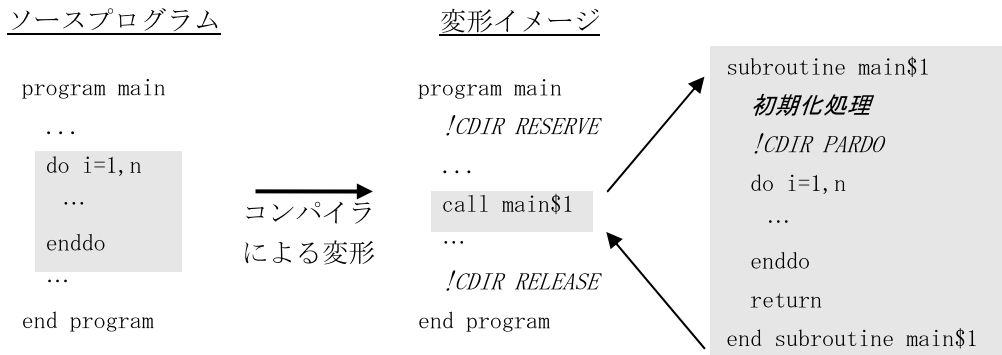 ソースプログラム
program main
...
do i=1,n
…
enddo
…
end program
コンパイラ
による変形
変形イメージ
program main
!CDIR RESERVE
...
call main$1
…
!CDIR RELEASE
end program
subroutine main$1
初期化処理
!CDIR PARDO
do i=1,n
…
enddo
return
end subroutine main$1